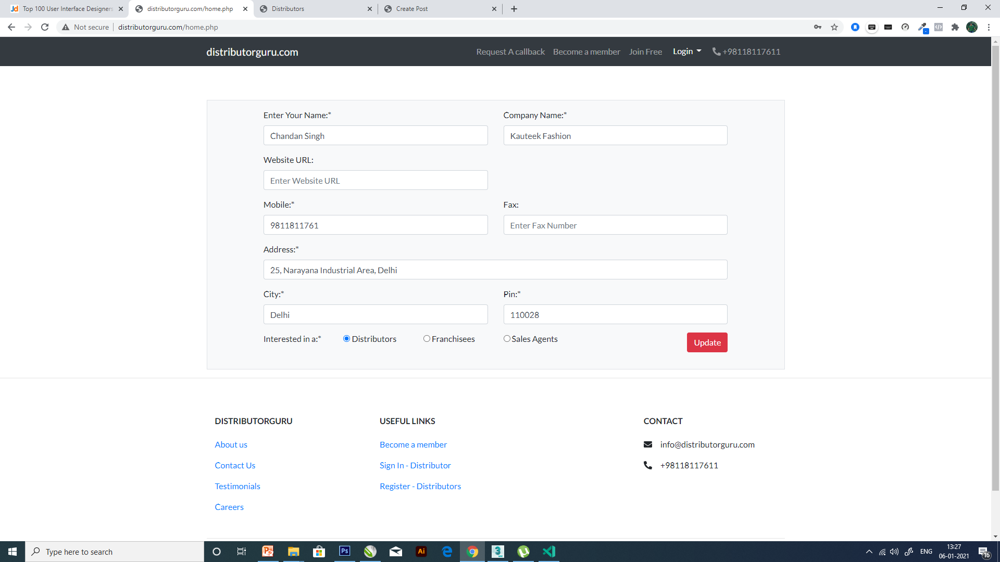 Top 100 User Interface Designers
distributorguru.com/home.php
Distributors
Create Post
Not secure
distributorguru.com/home.php
distributorguru.com
Request A callback
Become a member
Join Free
Login
+98118117611
Enter Your Name:*
Company Name:*
Chandan Singh
Kauteek Fashion
Website URL:
Enter Website URL
Mobile:*
Fax:
9811811761
Enter Fax Number
Address:*
25, Narayana Industrial Area, Delhi
City:*
Pin:*
Delhi
110028
Interested in a:*
Distributors
Franchisees
Sales Agents
Update
DISTRIBUTORGURU
About us
Contact Us
Testimonials
Careers
USEFUL LINKS
Become a member
Sign In - Distributor
Register - Distributors
CONTACT
info@distributorguru.com
+98118117611
Type here to search
Ps
Ai
ENG
13:27
06-01-2021
16